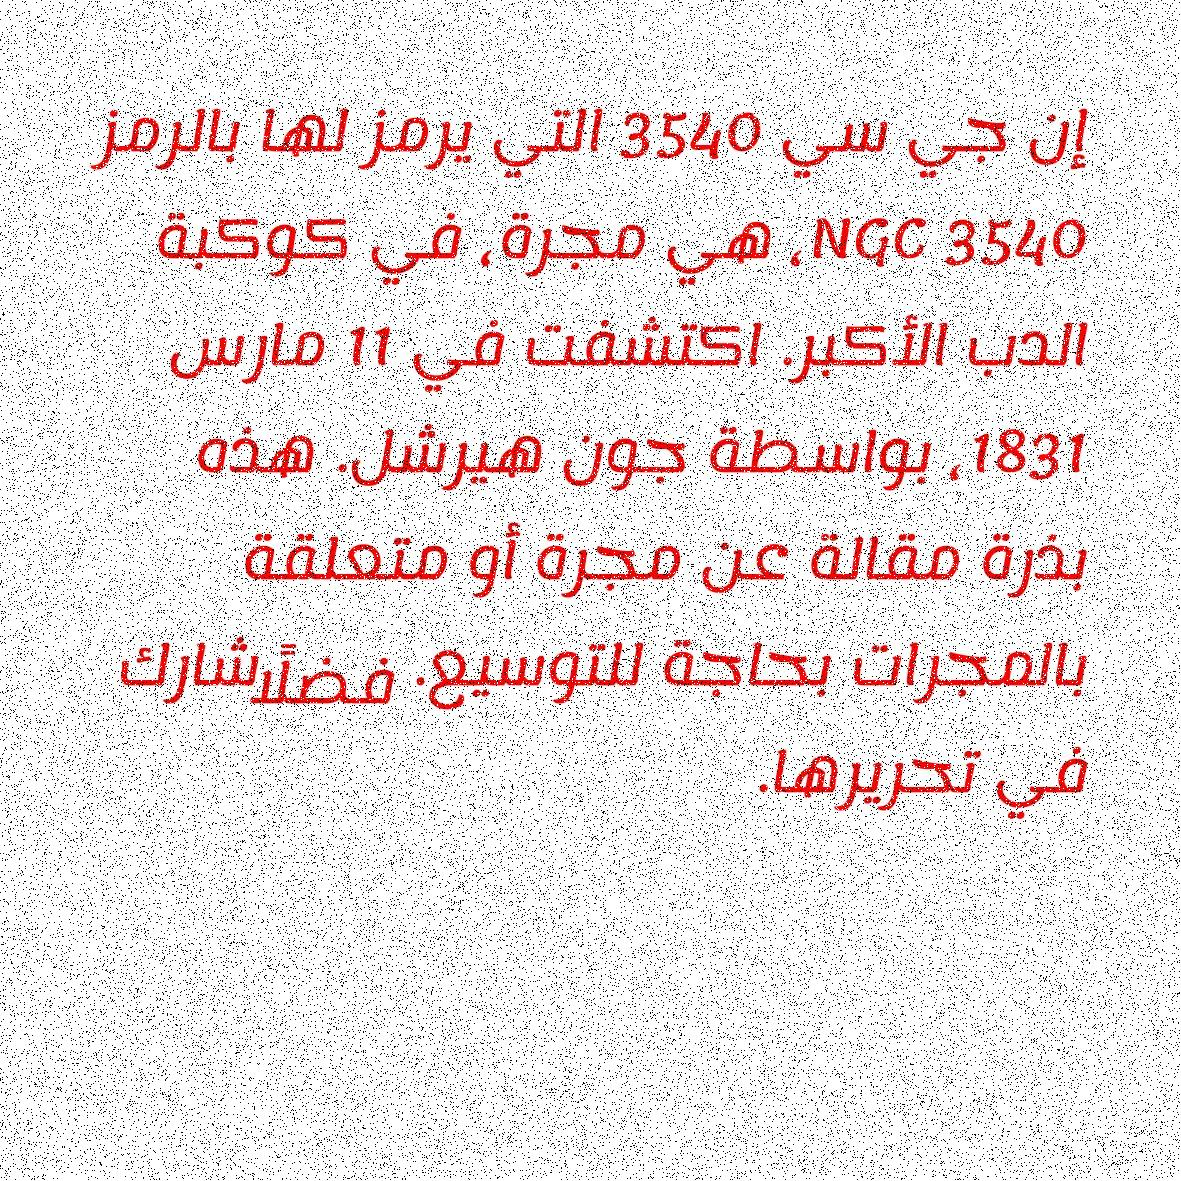 إن جي سي 3540 التي يرمز لها بالرمز
NGC 3540، هي مجرة، في كوكبة
الدب الأكبر. اكتشفت في 11 مارس
1831، بواسطة جون هيرشل. هذه
بذرة مقالة عن مجرة أو متعلقة
بالمجرات بحاجة للتوسيع. فضلًا شارك
في تحريرها.